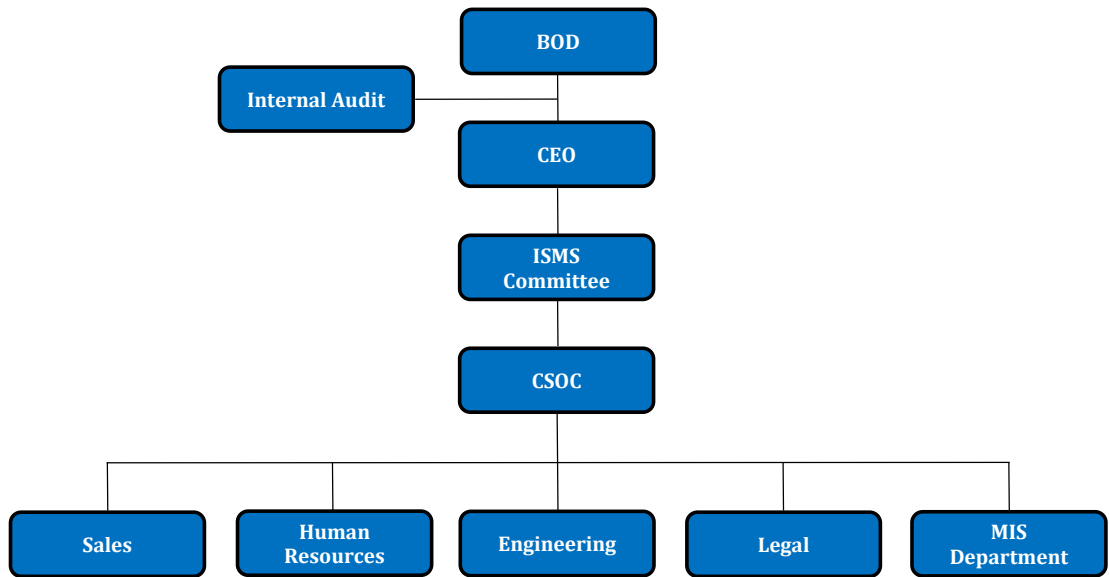 BOD
Internal Audit
CEO
ISMS
Committee
CSOC
Sales
Human
Resources
Engineering
Legal
MIS
Department